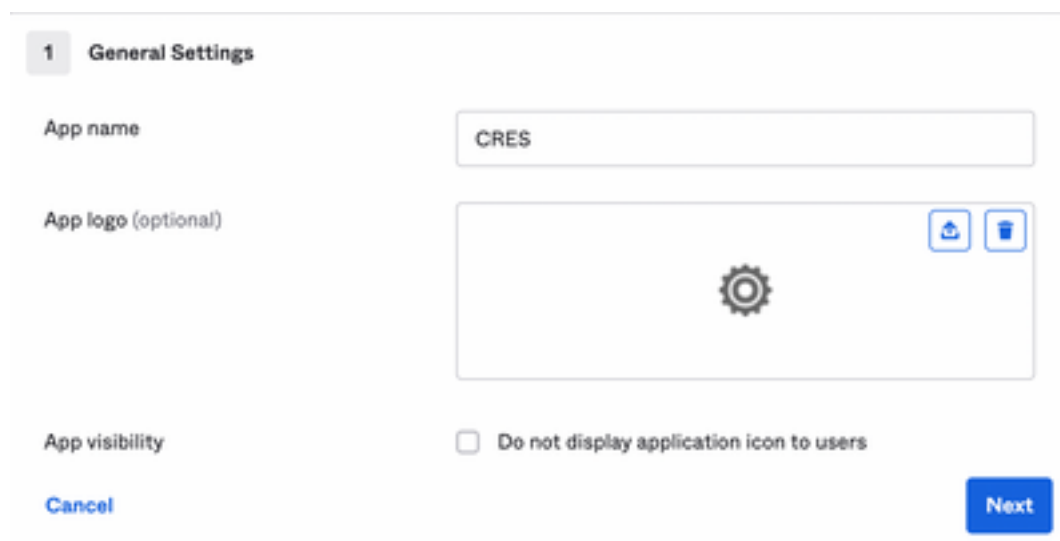 1 General Settings
App name
CRES
App logo (optional)
App visibility
Do not display application icon to users
Cancel
Next